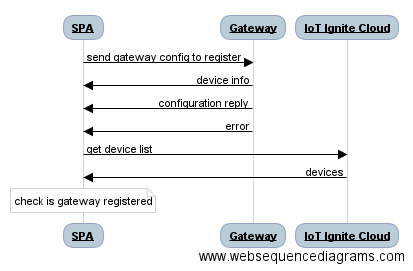 SPA
Gateway
IoT Ignite Cloud
send gateway config to register
device info
configuration reply
error
get device list
devices
check is gateway registered
SPA
Gateway
IoT Ignite Cloud
www.websequencediagrams.com